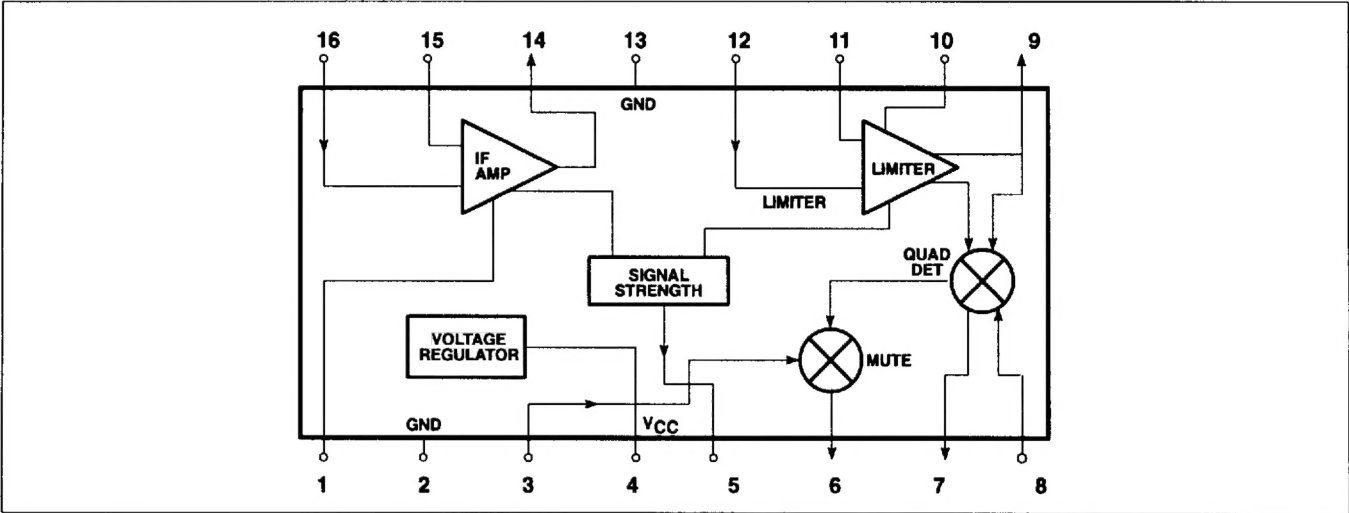 16 15 14 13 12 11 10 9
GND
IF
AMP
LIMITER
LIMITER
QUAD
DET
SIGNAL
STRENGTH
VOLTAGE
REGULATOR
MUTE
GND
VCC
1 2 3 4 5 6 7 8